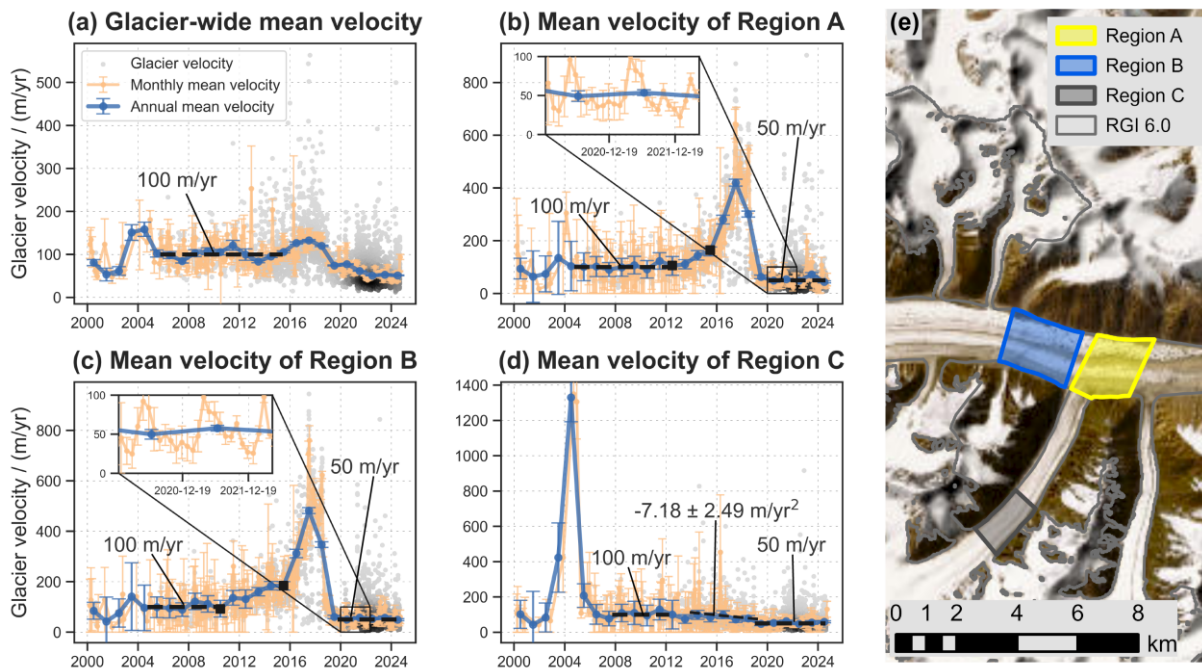 (a) Glacier-wide mean velocity
Glacier velocity / (m/yr)
500
400
300
200
100
0
Glacier velocity
Monthly mean velocity
Annual mean velocity
100 m/yr
2000 2004 2008 2012 2016 2020 2024
(b) Mean velocity of Region A
800
600
400
200
0
100
50
0
2020-12-19 2021-12-19
50 m/yr
100 m/yr
2000 2004 2008 2012 2016 2020 2024
(c) Mean velocity of Region B
Glacier velocity / (m/yr)
800
600
400
200
0
100
50
0
2020-12-19 2021-12-19
50 m/yr
100 m/yr
2000 2004 2008 2012 2016 2020 2024
(d) Mean velocity of Region C
1400
1200
1000
800
600
400
200
0
-7.18 ± 2.49 m/yr²
100 m/yr
50 m/yr
2000 2004 2008 2012 2016 2020 2024
(e)
Region A
Region B
Region C
RGI 6.0
0 1 2 4 6 8
km